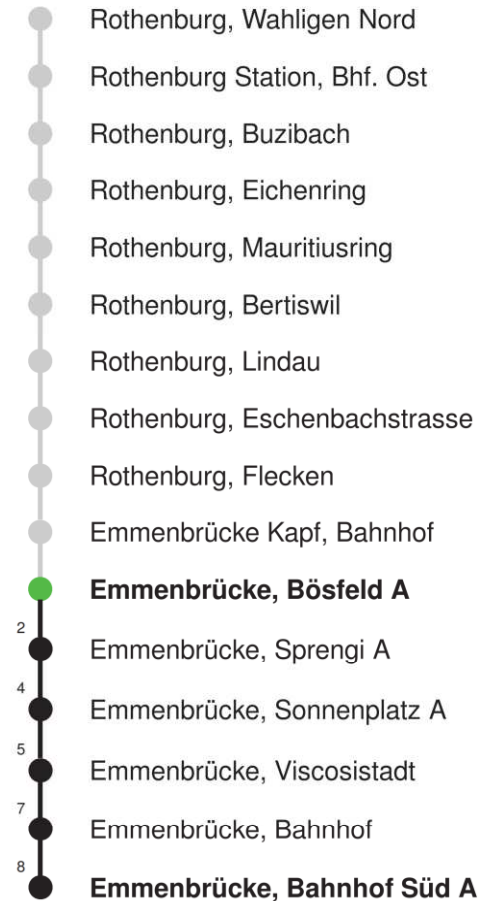 Rothenburg, Wahligen Nord
Rothenburg Station, Bhf. Ost
Rothenburg, Buzibach
Rothenburg, Eichenring
Rothenburg, Mauritiusring
Rothenburg, Bertiswil
Rothenburg, Lindau
Rothenburg, Eschenbachstrasse
Rothenburg, Flecken
Emmenbrücke Kapf, Bahnhof
Emmenbrücke, Bösfeld A
2 Emmenbrücke, Sprengi A
4 Emmenbrücke, Sonnenplatz A
5 Emmenbrücke, Viscosistadt
7 Emmenbrücke, Bahnhof
8 Emmenbrücke, Bahnhof Süd A